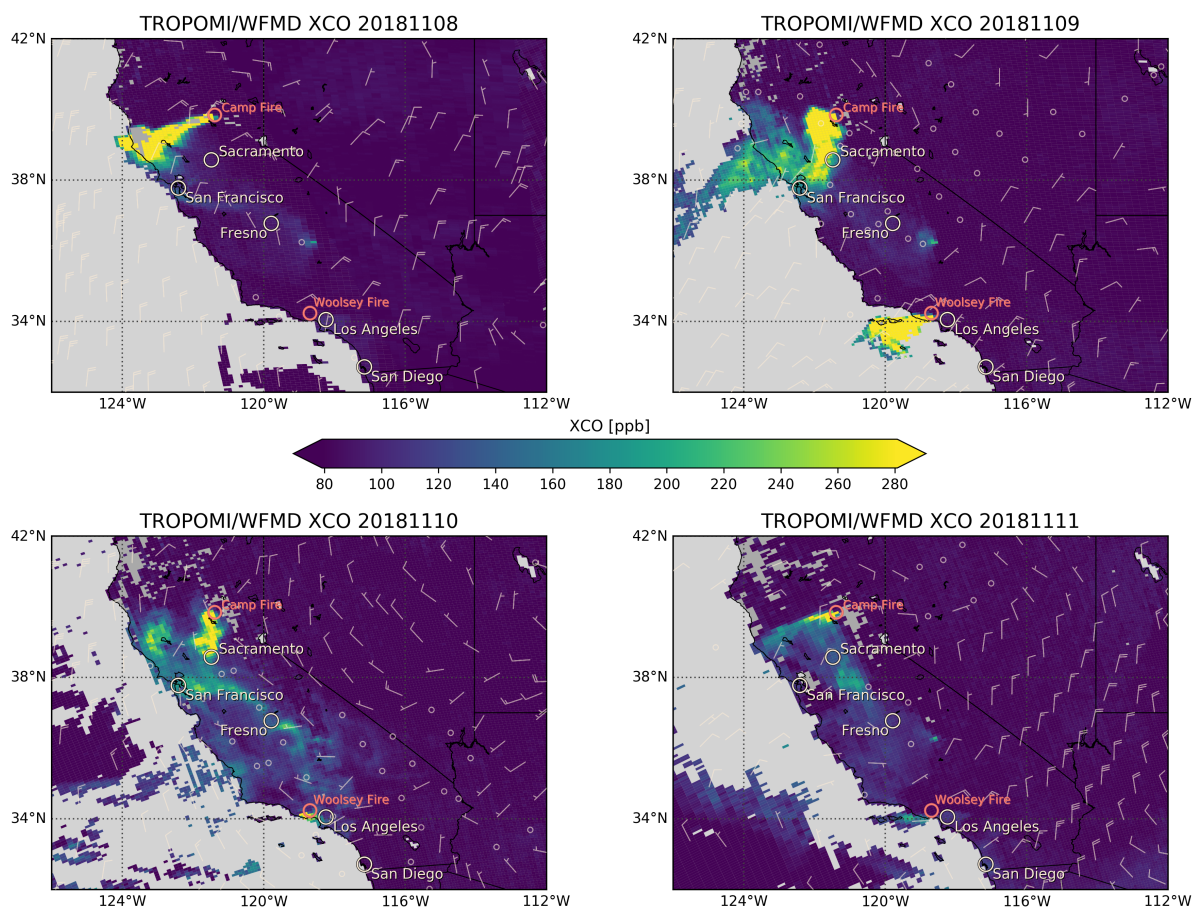 TROPOMI/WFMD XCO 20181108
42°N
38°N
34°N
Camp Fire
Sacramento
San Francisco
Fresno
Woolsey Fire
Los Angeles
San Diego
124°W 120°W 116°W 112°W
TROPOMI/WFMD XCO 20181109
42°N
38°N
34°N
Camp Fire
Sacramento
San Francisco
Fresno
Woolsey Fire
Los Angeles
San Diego
124°W 120°W 116°W 112°W
XCO [ppb]
80 100 120 140 160 180 200 220 240 260 280
TROPOMI/WFMD XCO 20181110
42°N
38°N
34°N
Camp Fire
Sacramento
San Francisco
Fresno
Woolsey Fire
Los Angeles
San Diego
124°W 120°W 116°W 112°W
TROPOMI/WFMD XCO 20181111
42°N
38°N
34°N
Camp Fire
Sacramento
San Francisco
Fresno
Woolsey Fire
Los Angeles
San Diego
124°W 120°W 116°W 112°W